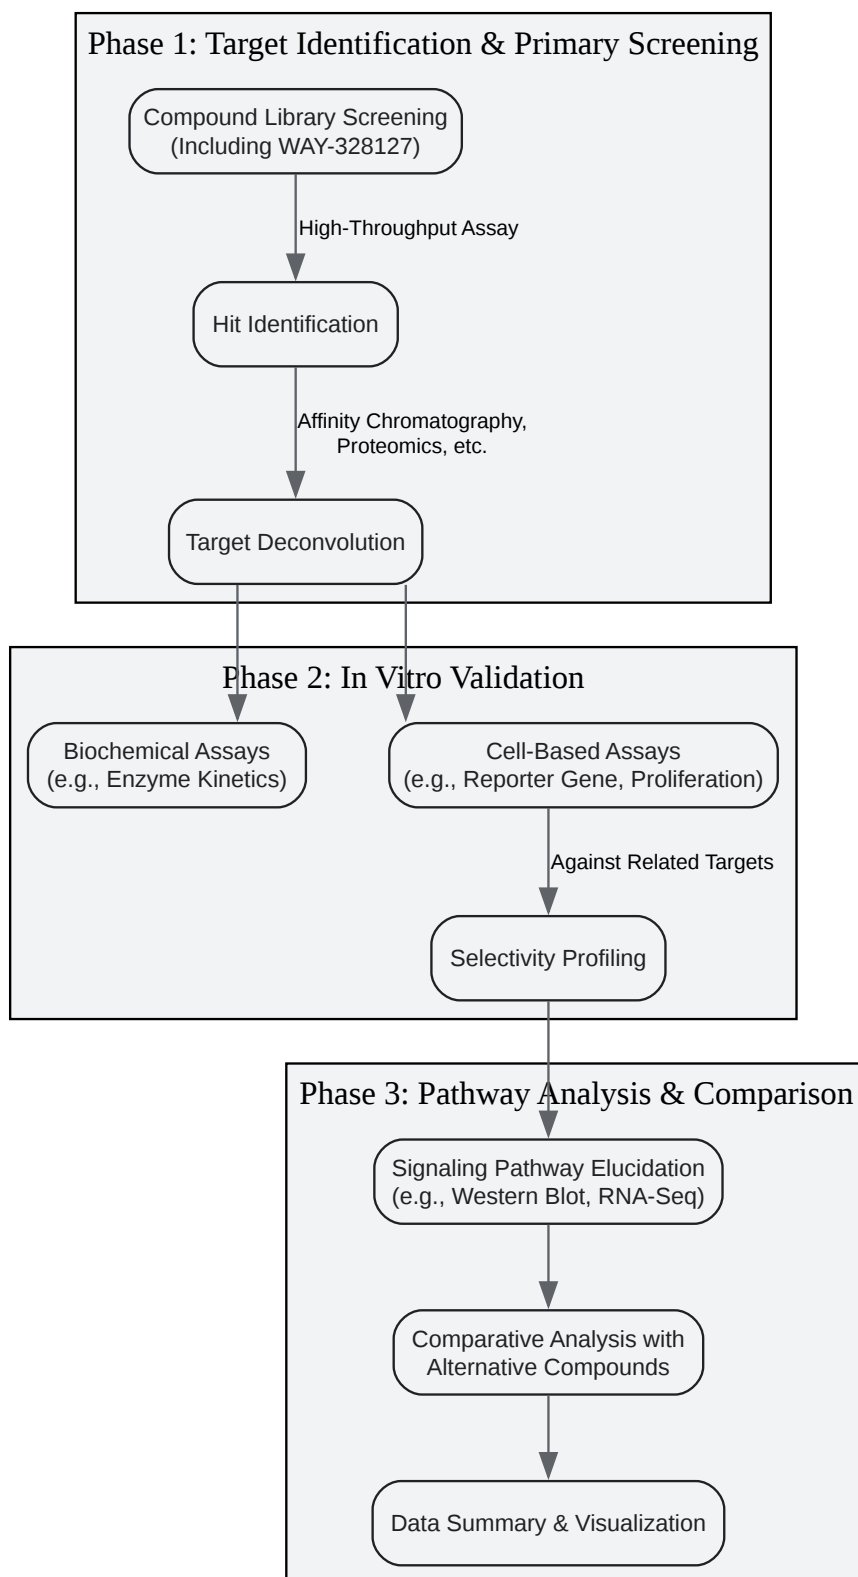 Phase 1: Target Identification & Primary Screening
Compound Library Screening
(Including WAY-328127)
High-Throughput Assay
Hit Identification
Affinity Chromatography,
Proteomics, etc.
Target Deconvolution
Phase 2: In Vitro Validation
Biochemical Assays
(e.g., Enzyme Kinetics)
Cell-Based Assays
(e.g., Reporter Gene, Proliferation)
Against Related Targets
Selectivity Profiling
Phase 3: Pathway Analysis & Comparison
Signaling Pathway Elucidation
(e.g., Western Blot, RNA-Seq)
Comparative Analysis with
Alternative Compounds
Data Summary & Visualization